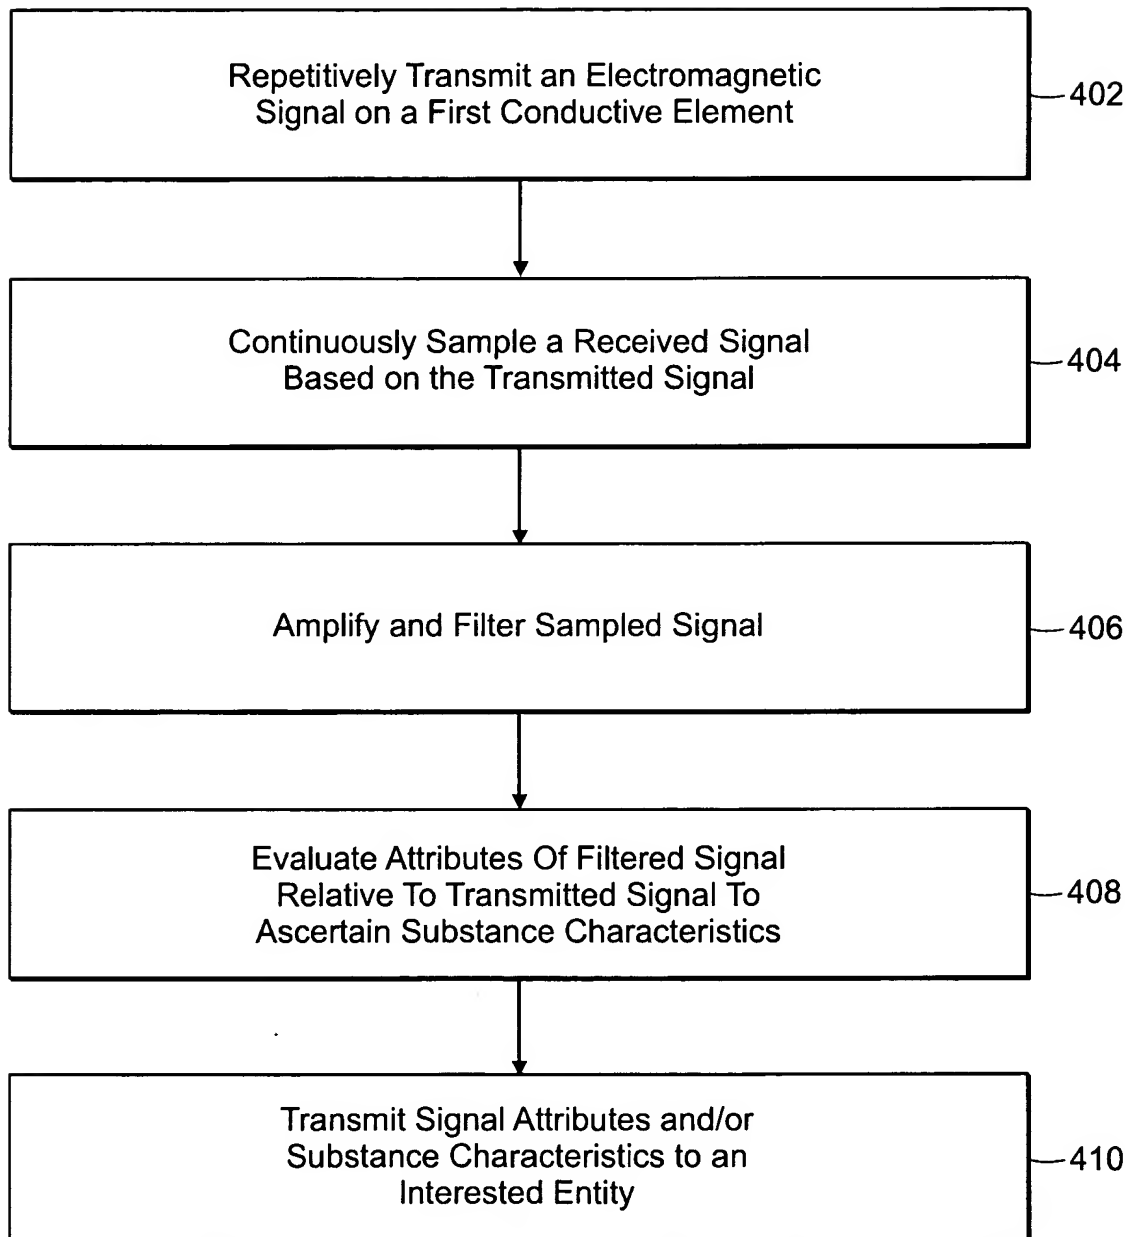 Repetitively Transmit an Electromagnetic
Signal on a First Conductive Element
402
Continuously Sample a Received Signal
Based on the Transmitted Signal
404
Amplify and Filter Sampled Signal
406
Evaluate Attributes Of Filtered Signal
Relative To Transmitted Signal To
Ascertain Substance Characteristics
408
Transmit Signal Attributes and/or
Substance Characteristics to an
Interested Entity
410